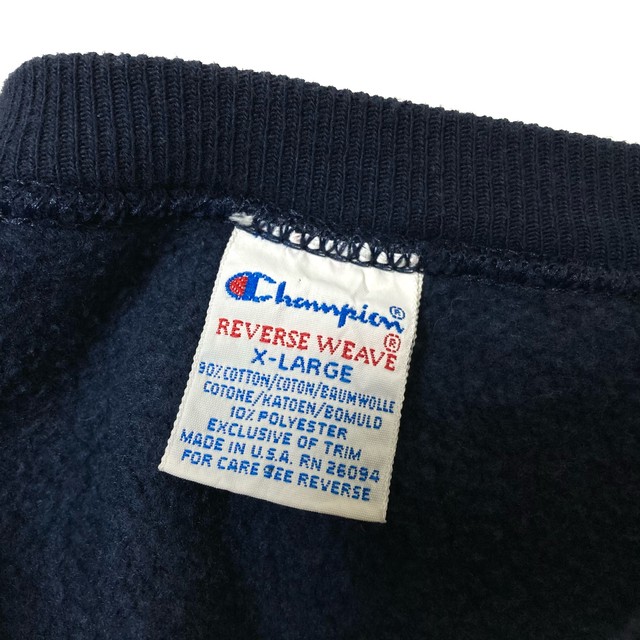 Champion®
REVERSE WEAVE®
X-LARGE
90% COTTON/COTON/BAUMWOLLE
COTONE/KATOEN/BOMULD
10% POLYESTER
EXCLUSIVE OF TRIM
MADE IN U.S.A. RN 26094
FOR CARE SEE REVERSE